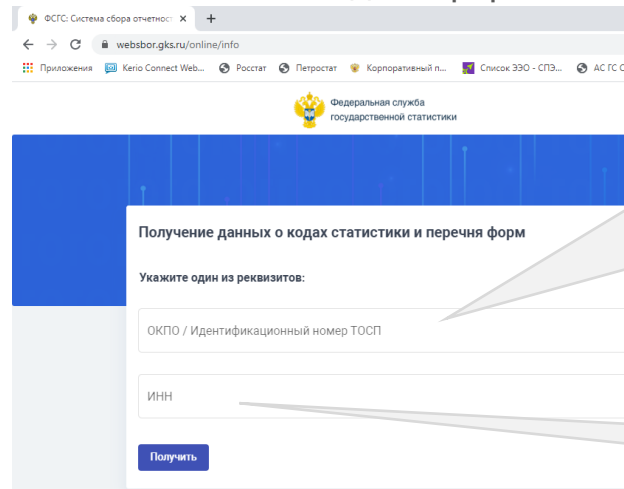 ФСГС: Система сбора отчетност
websbor.gks.ru/online/info
Приложения Kerio Connect Web... Росстат Петростат Корпоративный п... Список ЭЭО - СПЭ... АС ГС О
Федеральная служба
государственной статистики
Получение данных о кодах статистики и перечня форм
Укажите один из реквизитов:
ОКПО / Идентификационный номер ТОСП
ИНН
Получить